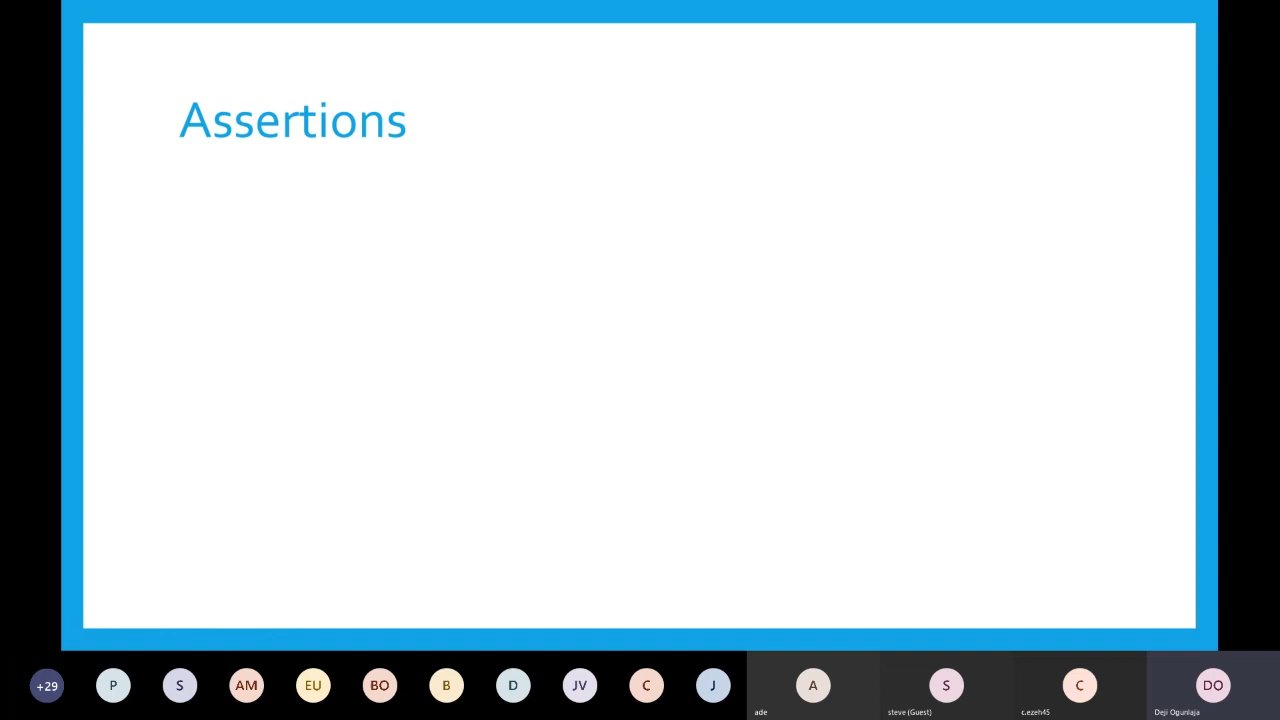 Assertions
+29 P S AM EU BO B D JV C J A S C DO
ade steve (Guest) c.ezeh45 Deji Ogunlaja